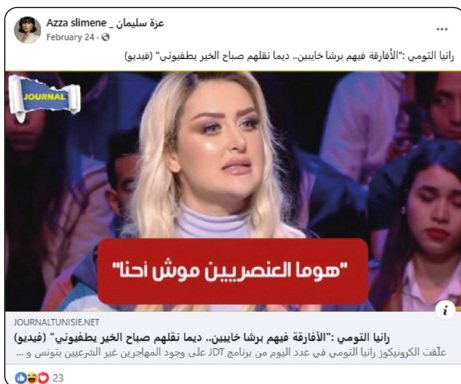 Azza slimene _ عزة سليمان
February 24 ·
رانيا التومي :"الأفارقة فيهم برشا خايبين.. ديما نقلهم صباح الخير يطفيوني" (فيديو)
JOURNAL
"هوما العنصريين موش أحنا"
JOURNALTUNISIE.NET
رانيا التومي :"الأفارقة فيهم برشا خايبين.. ديما نقلهم صباح الخير يطفيوني" (فيديو)
علّقت الكرونيكوز رانيا التومي في عدد اليوم من برنامج JDT على وجود المهاجرين غير الشرعيين بتونس و ...
23